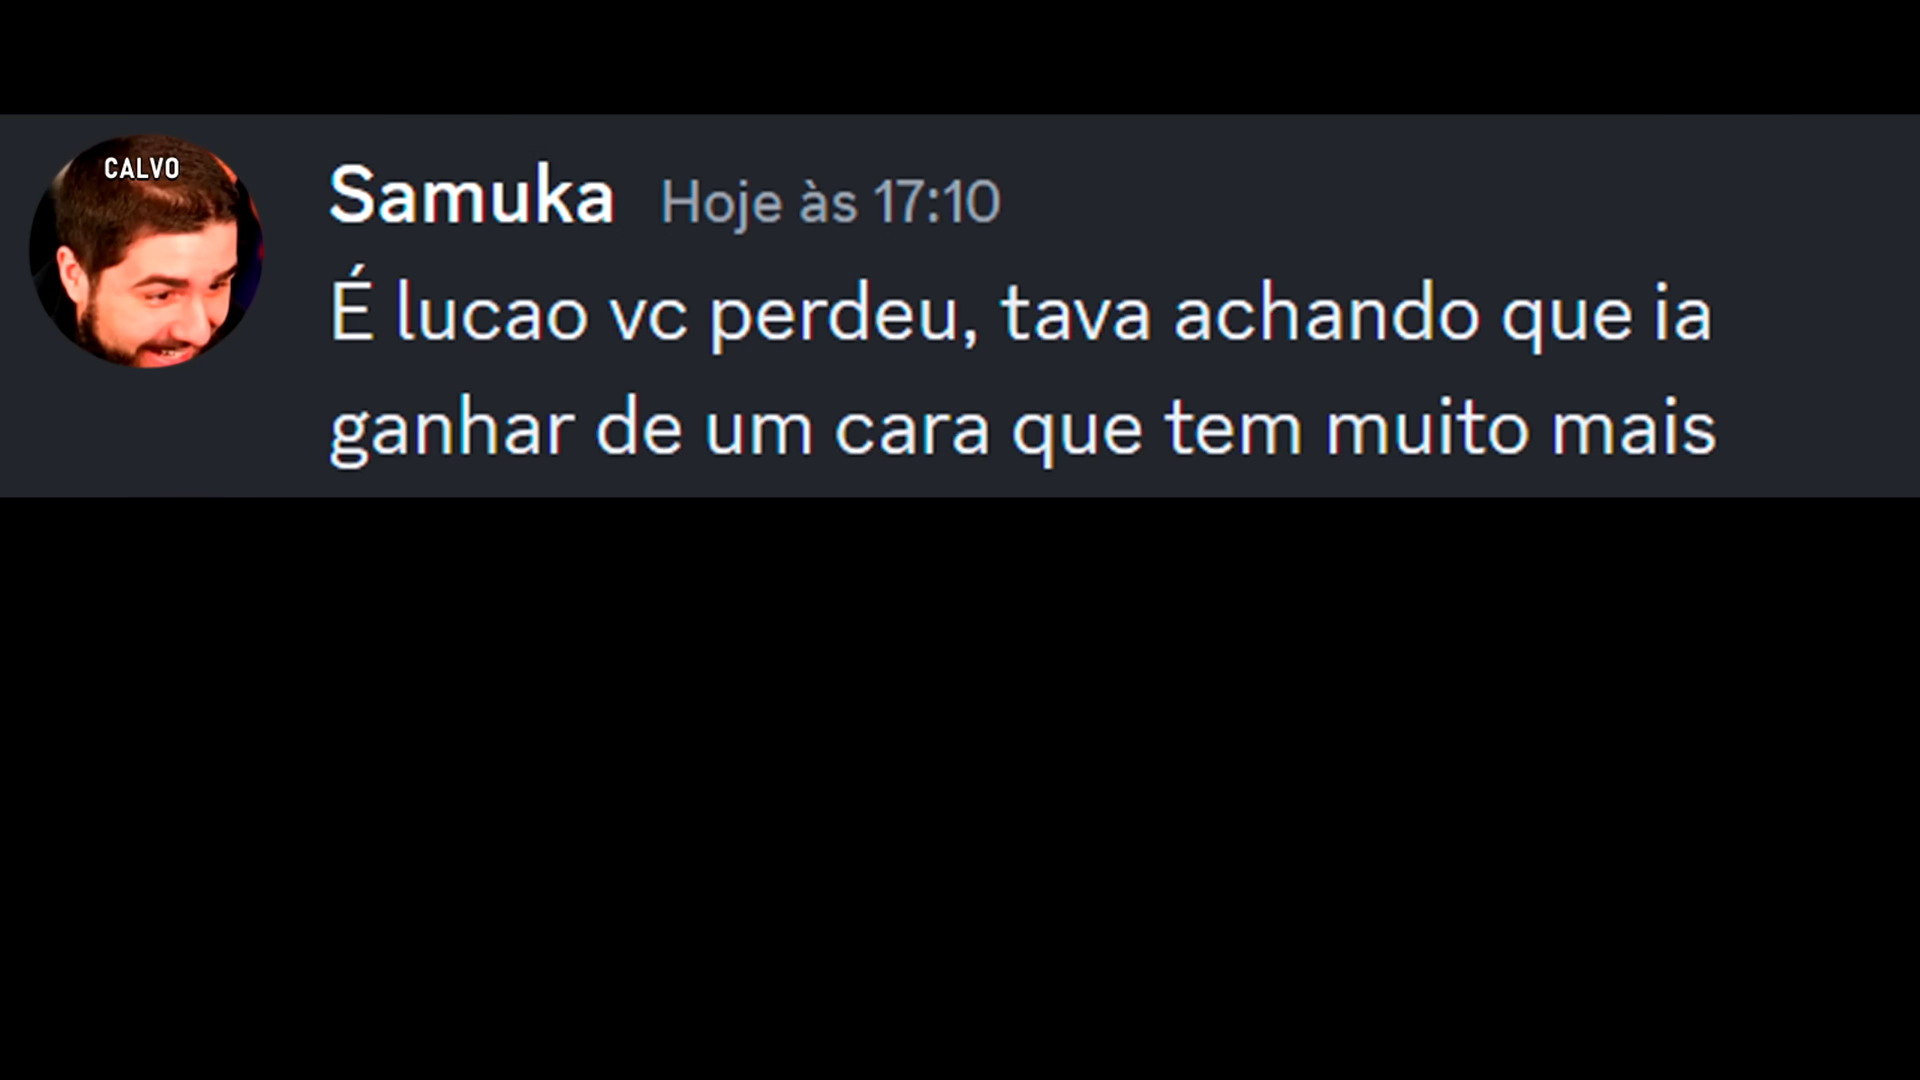 CALVO
Samuka Hoje às 17:10
É lucao vc perdeu, tava achando que ia
ganhar de um cara que tem muito mais